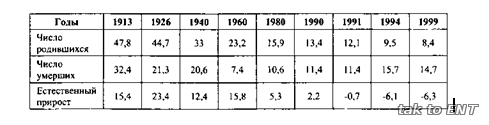 Годы 1913 1926 1940 1960 1980 1990 1991 1994 1999
Число родившихся 47,8 44,7 33 23,2 15,9 13,4 12,1 9,5 8,4
Число умерших 32,4 21,3 20,6 7,4 10,6 11,4 11,4 15,7 14,7
Естественный прирост 15,4 23,4 12,4 15,8 5,3 2,2 -0,7 -6,1 -6,3
tak to ENT